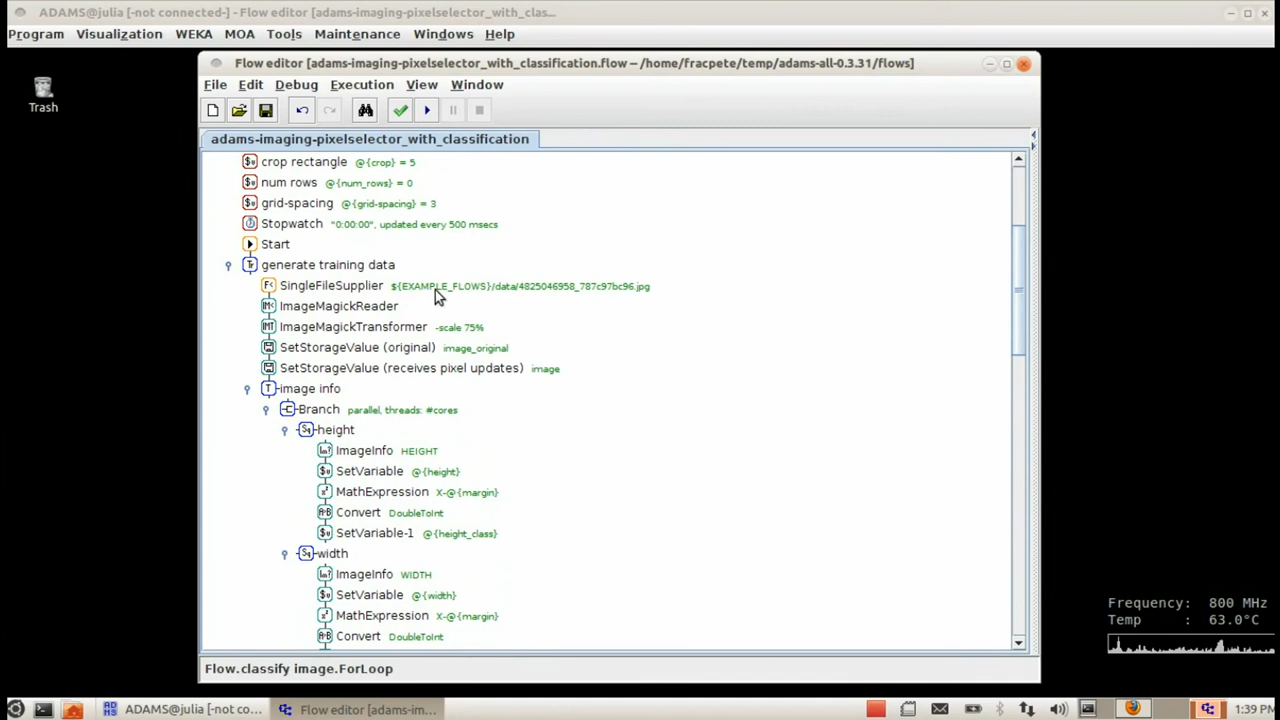 ADAMS@julia [-not connected-] - Flow editor [adams-imaging-pixelselector_with_clas...
Program Visualization WEKA MOA Tools Maintenance Windows Help
Trash
Flow editor [adams-imaging-pixelselector_with_classification.flow – /home/fracpete/temp/adams-all-0.3.31/flows]
File Edit Debug Execution View Window
adams-imaging-pixelselector_with_classification
crop rectangle @{crop} = 5
num rows @{num_rows} = 0
grid-spacing @{grid-spacing} = 3
Stopwatch "0:00:00", updated every 500 msecs
Start
generate training data
SingleFileSupplier ${EXAMPLE_FLOWS}/data/4825046958_787c97bc96.jpg
ImageMagickReader
ImageMagickTransformer -scale 75%
SetStorageValue (original) image_original
SetStorageValue (receives pixel updates) image
image info
Branch parallel, threads: #cores
height
ImageInfo HEIGHT
SetVariable @{height}
MathExpression X-@{margin}
Convert DoubleToInt
SetVariable-1 @{height_class}
width
ImageInfo WIDTH
SetVariable @{width}
MathExpression X-@{margin}
Convert DoubleToInt
Frequency: 800 MHz
Temp : 63.0°C
Flow.classify image.ForLoop
ADAMS@julia [-not co... Flow editor [adams-im... 1:39 PM